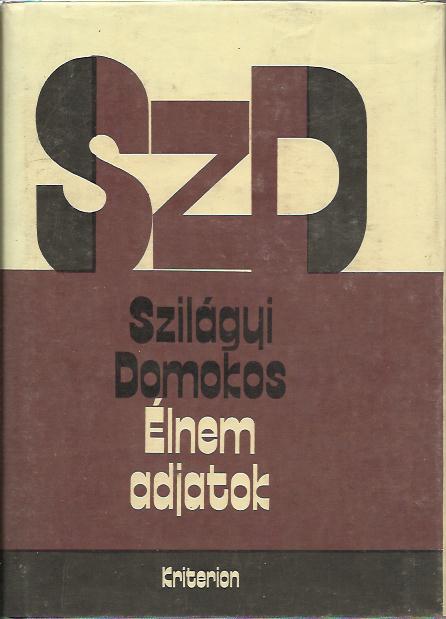 SzD
Szilágyi
Domokos
Élnem
adjatok
Kriterion